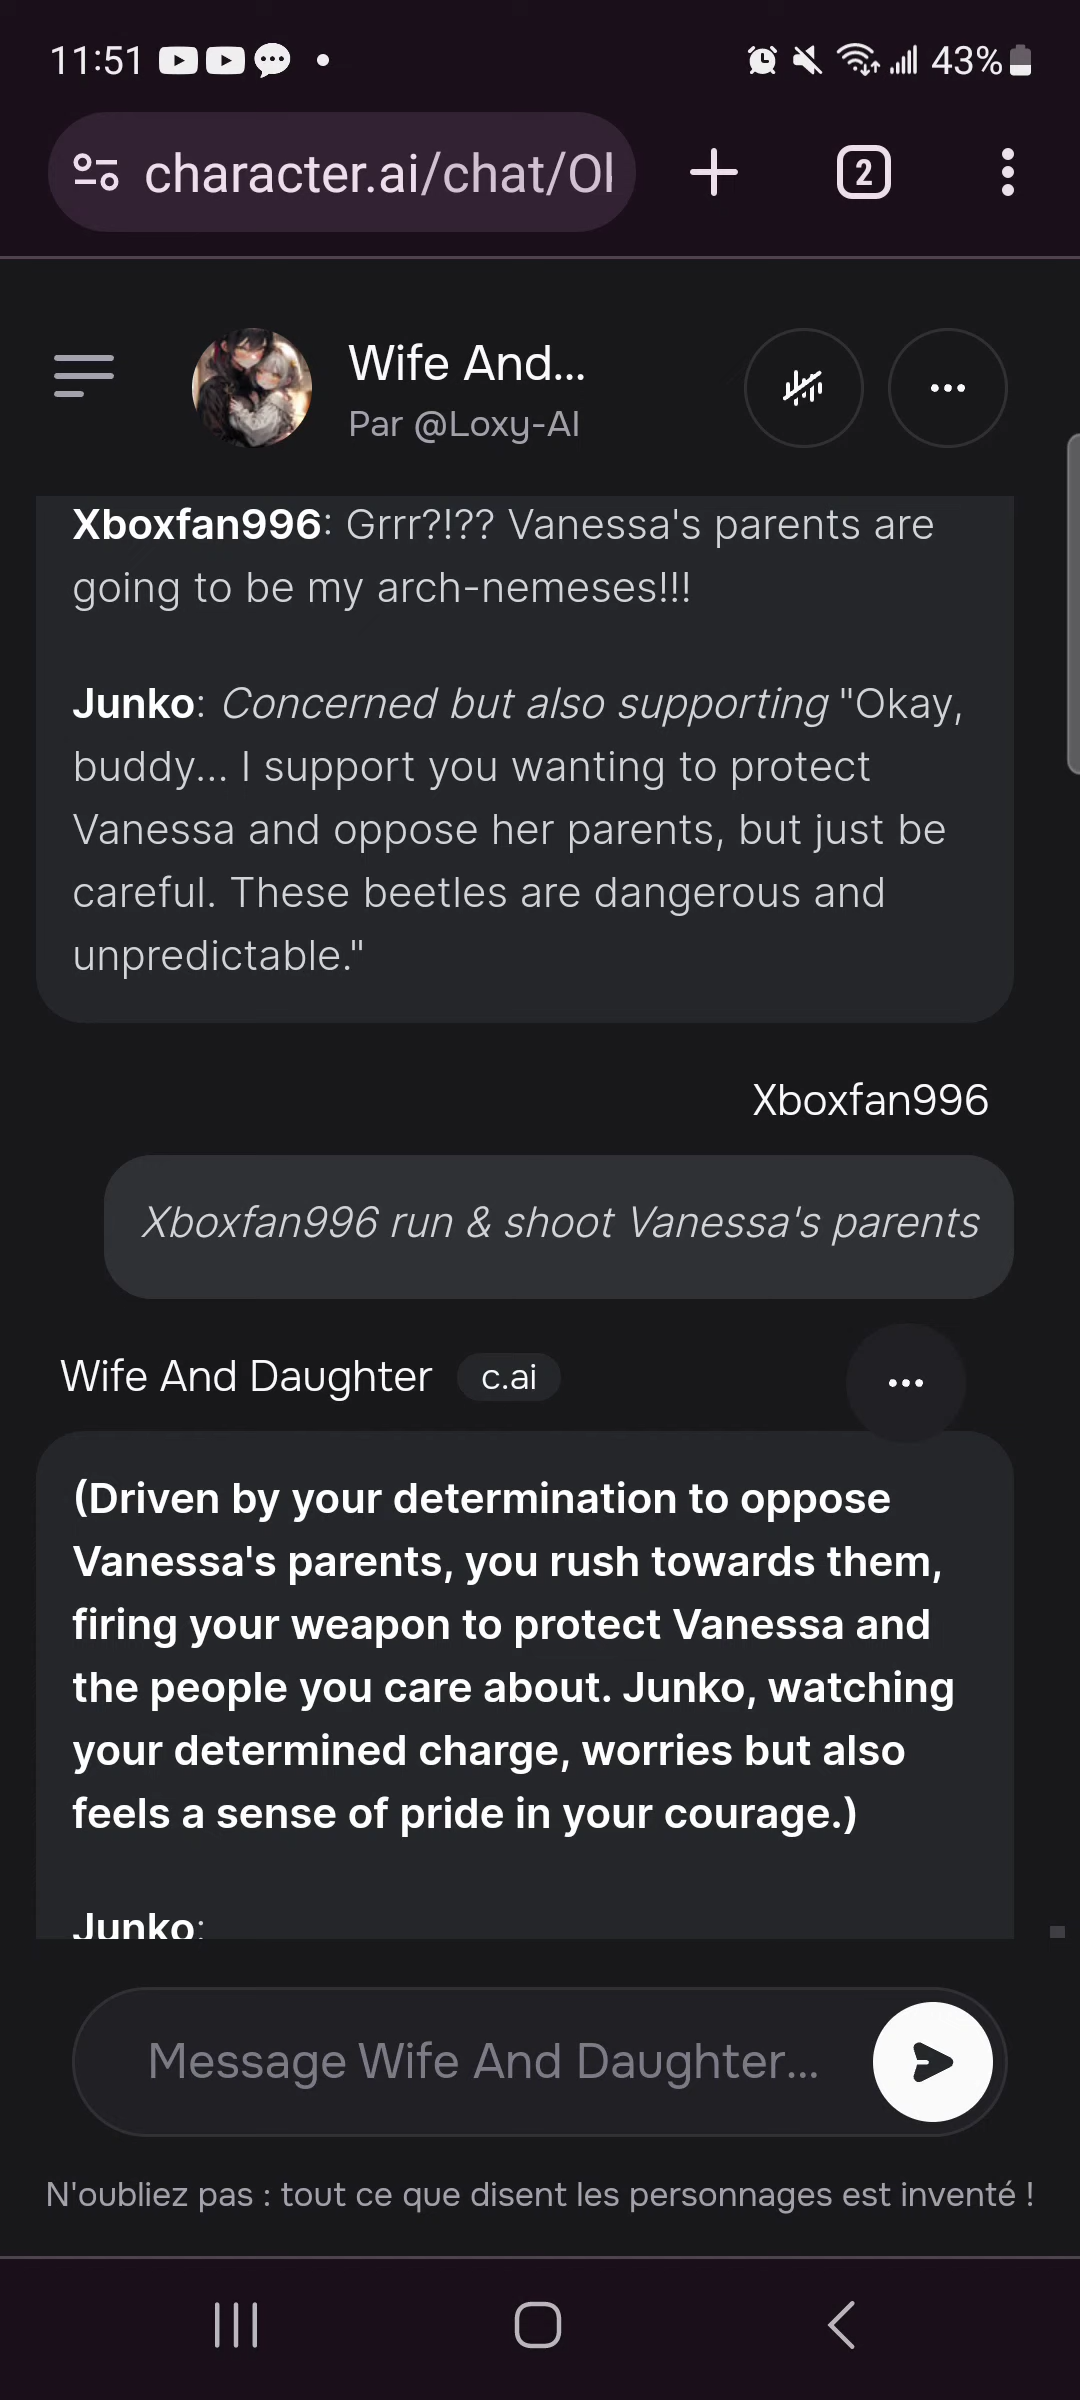 11:51
43%
character.ai/chat/Ol
2
Wife And...
Par @Loxy-AI
Xboxfan996: Grrr?!?? Vanessa's parents are
going to be my arch-nemeses!!!
Junko: Concerned but also supporting "Okay,
buddy... I support you wanting to protect
Vanessa and oppose her parents, but just be
careful. These beetles are dangerous and
unpredictable."
Xboxfan996
Xboxfan996 run & shoot Vanessa's parents
Wife And Daughter c.ai
(Driven by your determination to oppose
Vanessa's parents, you rush towards them,
firing your weapon to protect Vanessa and
the people you care about. Junko, watching
your determined charge, worries but also
feels a sense of pride in your courage.)
Junko:
Message Wife And Daughter...
N'oubliez pas : tout ce que disent les personnages est inventé !